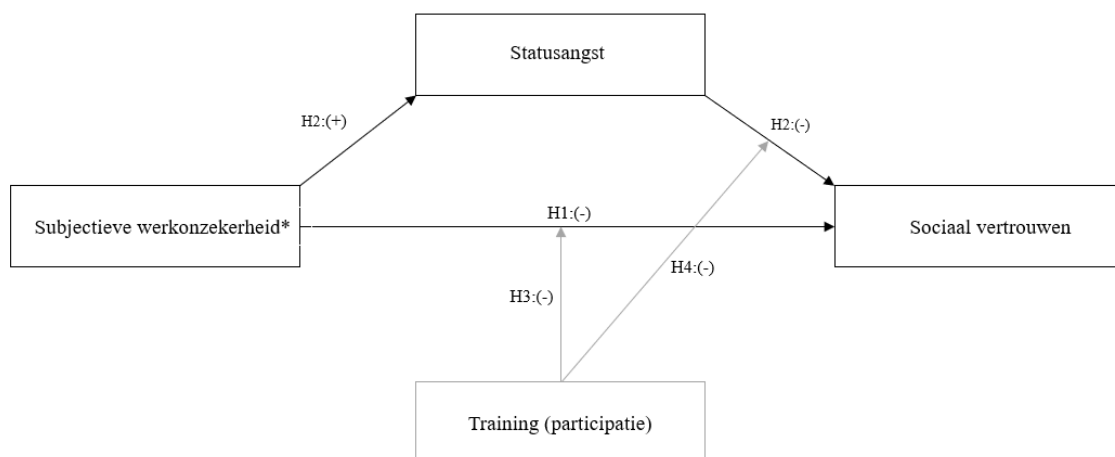 Statusangst
H2:(+)
H2:(-)
Subjectieve werkonzekerheid*
H1:(-)
Sociaal vertrouwen
H4:(-)
H3:(-)
Training (participatie)